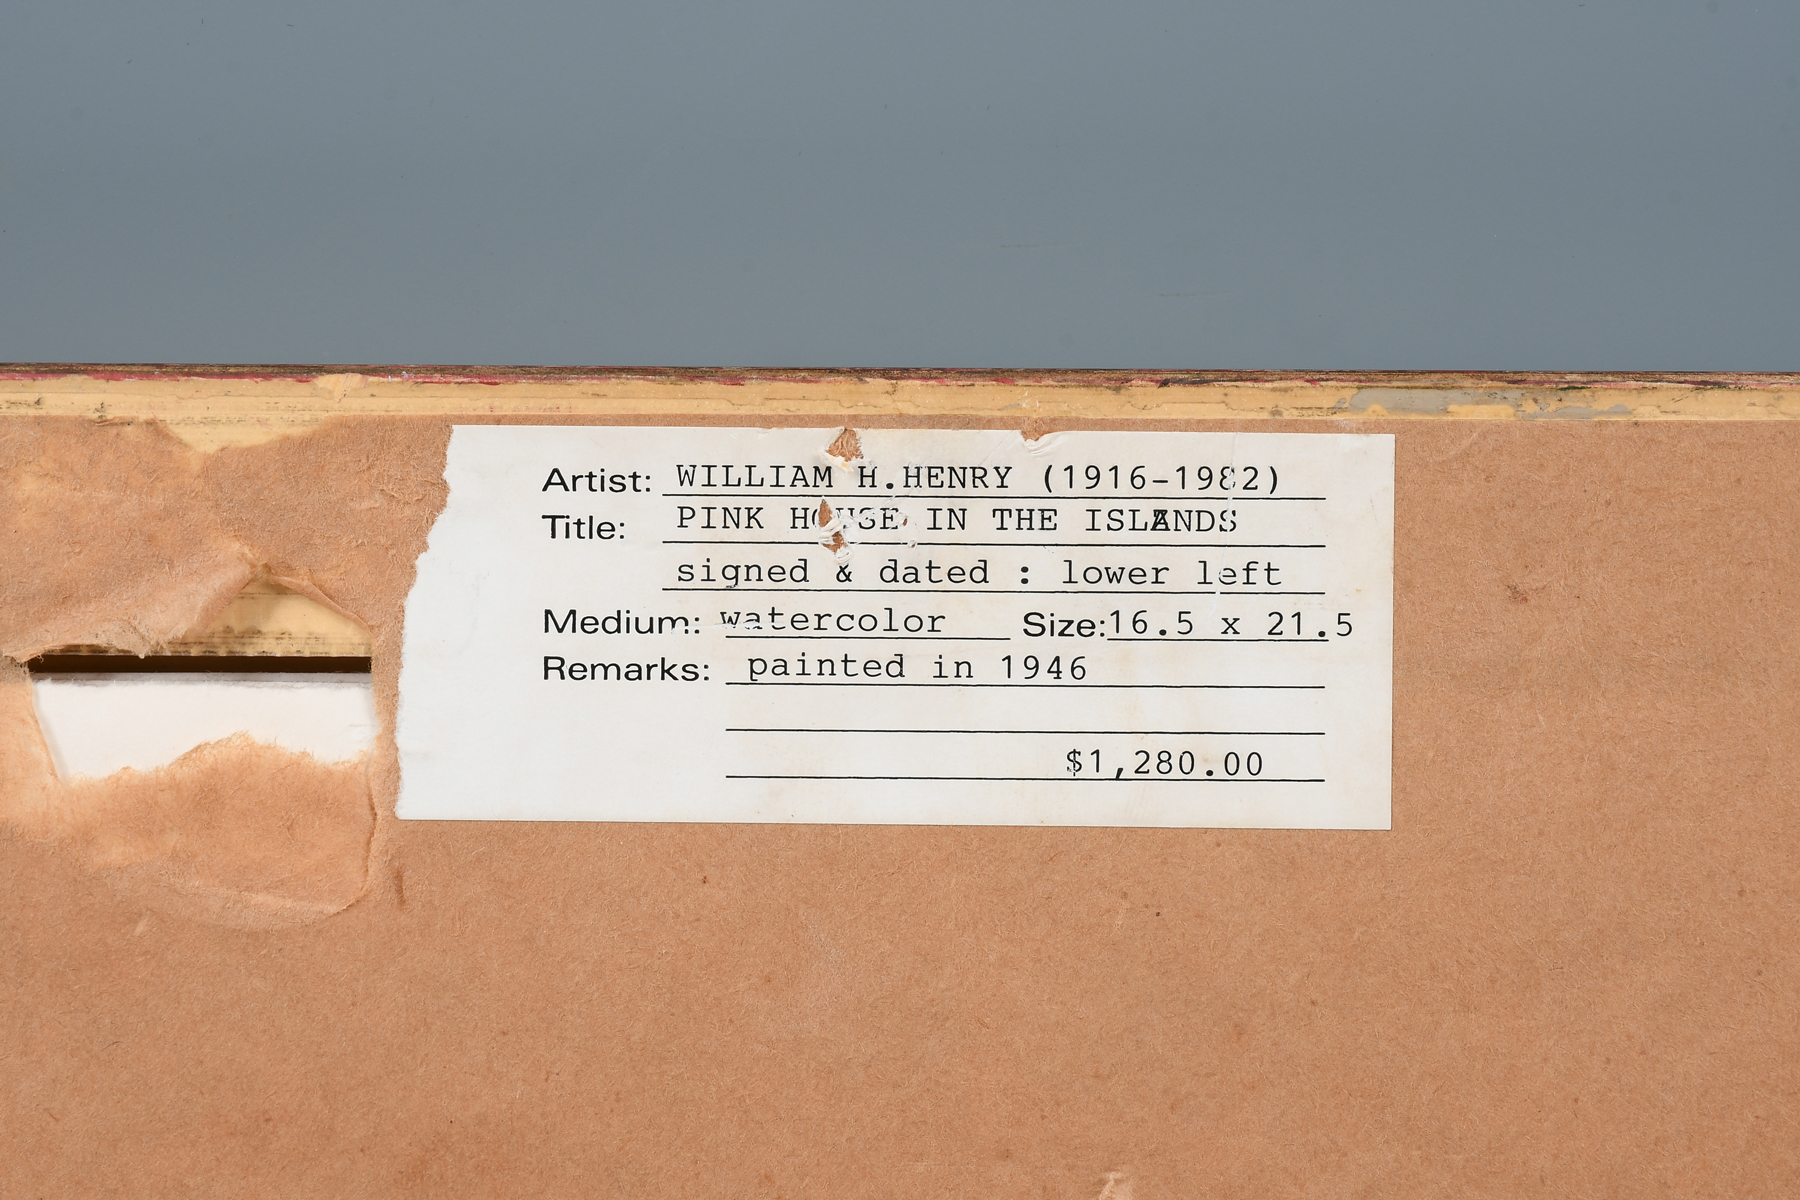 Artist: WILLIAM H.HENRY (1916-1982)
Title: PINK HOUSE IN THE ISLANDS
signed & dated : lower left
Medium: watercolor Size:16.5 x 21.5
Remarks: painted in 1946
$1,280.00